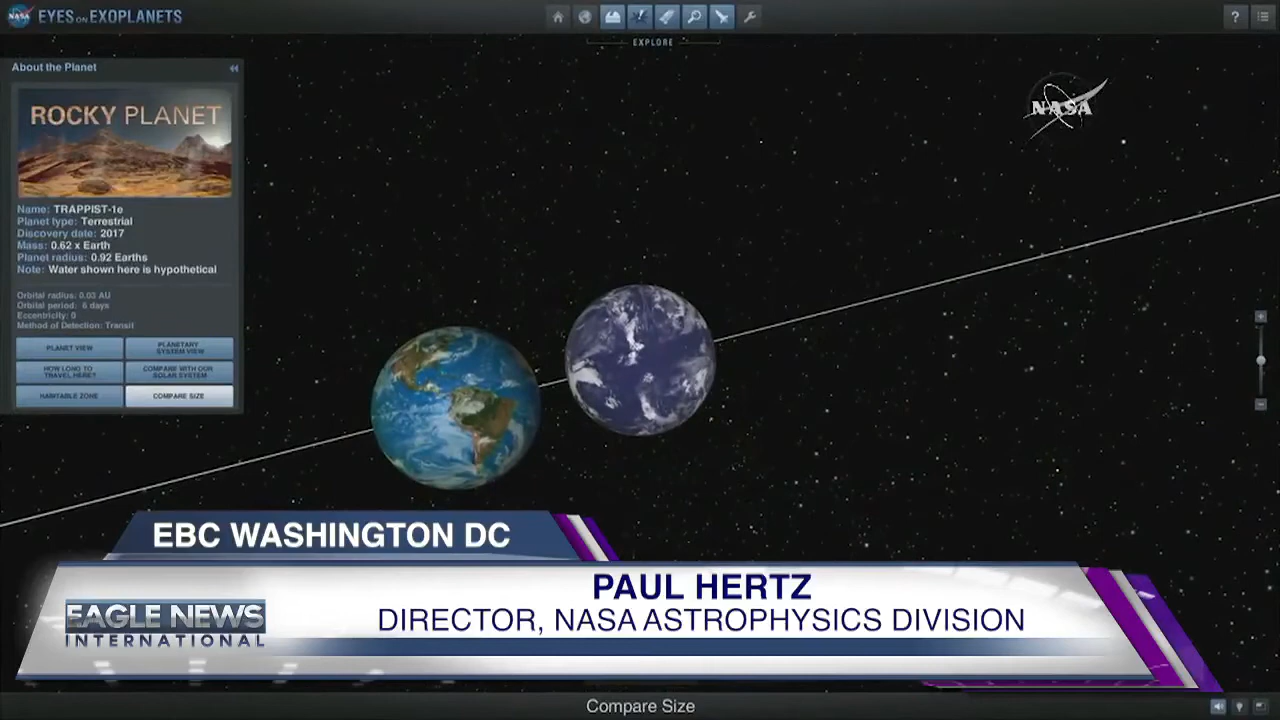 NASA
EYES ON EXOPLANETS
?
EXPLORE
About the Planet
ROCKY PLANET
Name: TRAPPIST-1e
Planet type: Terrestrial
Discovery date: 2017
Mass: 0.62 x Earth
Planet radius: 0.92 Earths
Note: Water shown here is hypothetical
Orbital radius: 0.03 AU
Orbital period: 6 days
Eccentricity: 0
Method of Detection: Transit
PLANET VIEW
PLANETARY
SYSTEM VIEW
HOW LONG TO
TRAVEL HERE?
COMPARE WITH OUR
SOLAR SYSTEM
HABITABLE ZONE
COMPARE SIZE
NASA
EBC WASHINGTON DC
PAUL HERTZ
DIRECTOR, NASA ASTROPHYSICS DIVISION
EAGLE NEWS
INTERNATIONAL
Compare Size